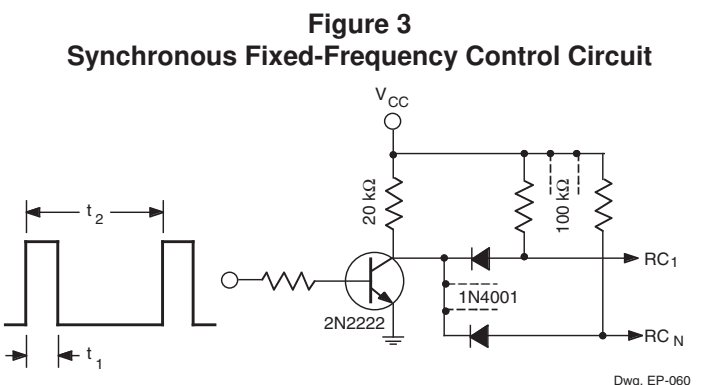 Figure 3
Synchronous Fixed-Frequency Control Circuit
VCC
20 kΩ
100 kΩ
t2
RC1
1N4001
2N2222
RCN
t1
Dwg. EP-060